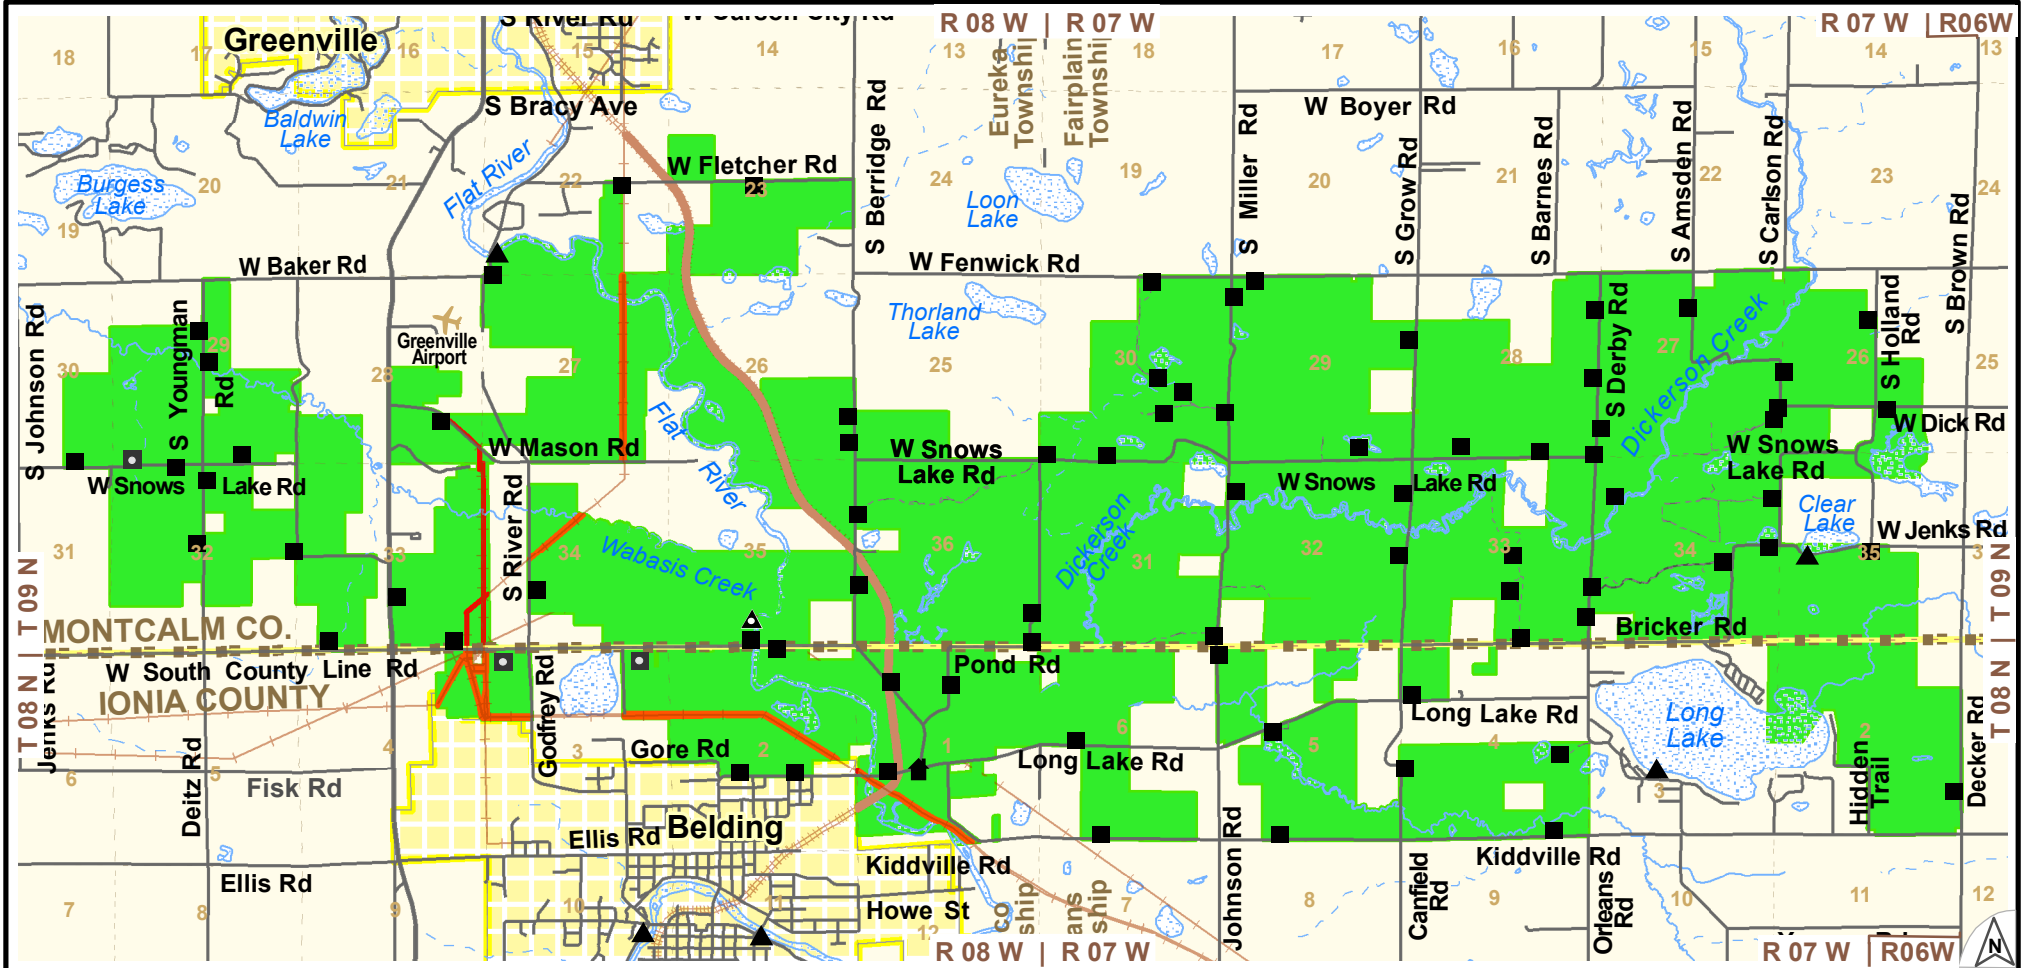 S River Rd
W Carson City Rd
R 08 W | R 07 W
R 07 W | R06W
Greenville
18
17
16
15
14
13
Eureka
Township
Fairplain
Township
18
17
16
15
14
13
S Bracy Ave
W Boyer Rd
Baldwin
Lake
Flat River
W Fletcher Rd
S Berridge Rd
S Miller Rd
S Grow Rd
S Barnes Rd
S Amsden Rd
S Carlson Rd
S Brown Rd
Burgess
Lake
20
21
22
23
24
19
20
21
22
23
24
19
Loon
Lake
W Baker Rd
W Fenwick Rd
S Johnson Rd
S Youngman
Rd
Greenville
Airport
Thorland
Lake
S Derby Rd
Dickerson Creek
S Holland
Rd
30
29
28
27
26
25
30
29
28
27
26
25
W Mason Rd
Flat
River
W Snows
Lake Rd
W Snows
Lake Rd
W Dick Rd
W Snows
Lake Rd
W Snows
Lake Rd
S River Rd
Dickerson
Creek
Clear
Lake
W Jenks Rd
31
32
33
34
35
36
31
32
33
34
35
3
Wabasis Creek
T 08 N | T 09 N
T 08 N | T 09 N
MONTCALM CO.
Bricker Rd
W South County Line Rd
Pond Rd
IONIA COUNTY
Jenks Rd
Deitz Rd
Godfrey Rd
Long Lake Rd
Long
Lake
Decker Rd
6
5
4
3
2
1
6
5
4
3
2
Gore Rd
Long Lake Rd
Fisk Rd
Hidden
Trail
Ellis Rd
Belding
Johnson Rd
Canfield
Rd
Orleans
Rd
Kiddville Rd
Kiddville Rd
Ellis Rd
Howe St
7
8
9
10
11
12
co
ship
ans
ship
7
8
9
10
11
12
R 08 W | R 07 W
R 07 W | R06W
N